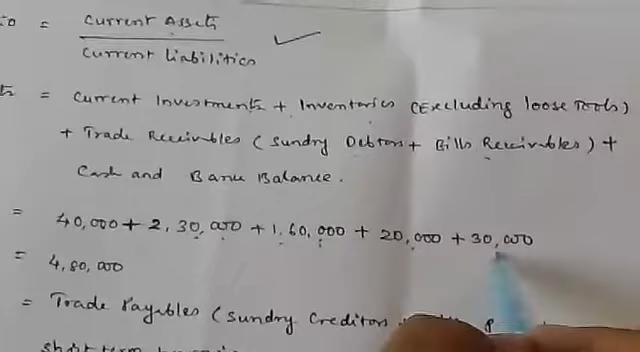 = Current Assets
Current Liabilities
= Current Investments + Inventories (Excluding loose Tools)
+ Trade Receivables (Sundry Debtors + Bills Receivables) +
Cash and Bank Balance.
= 40,000 + 2,30,000 + 1,60,000 + 20,000 + 30,000
= 4,80,000
= Trade Payables (Sundry Creditors
short term